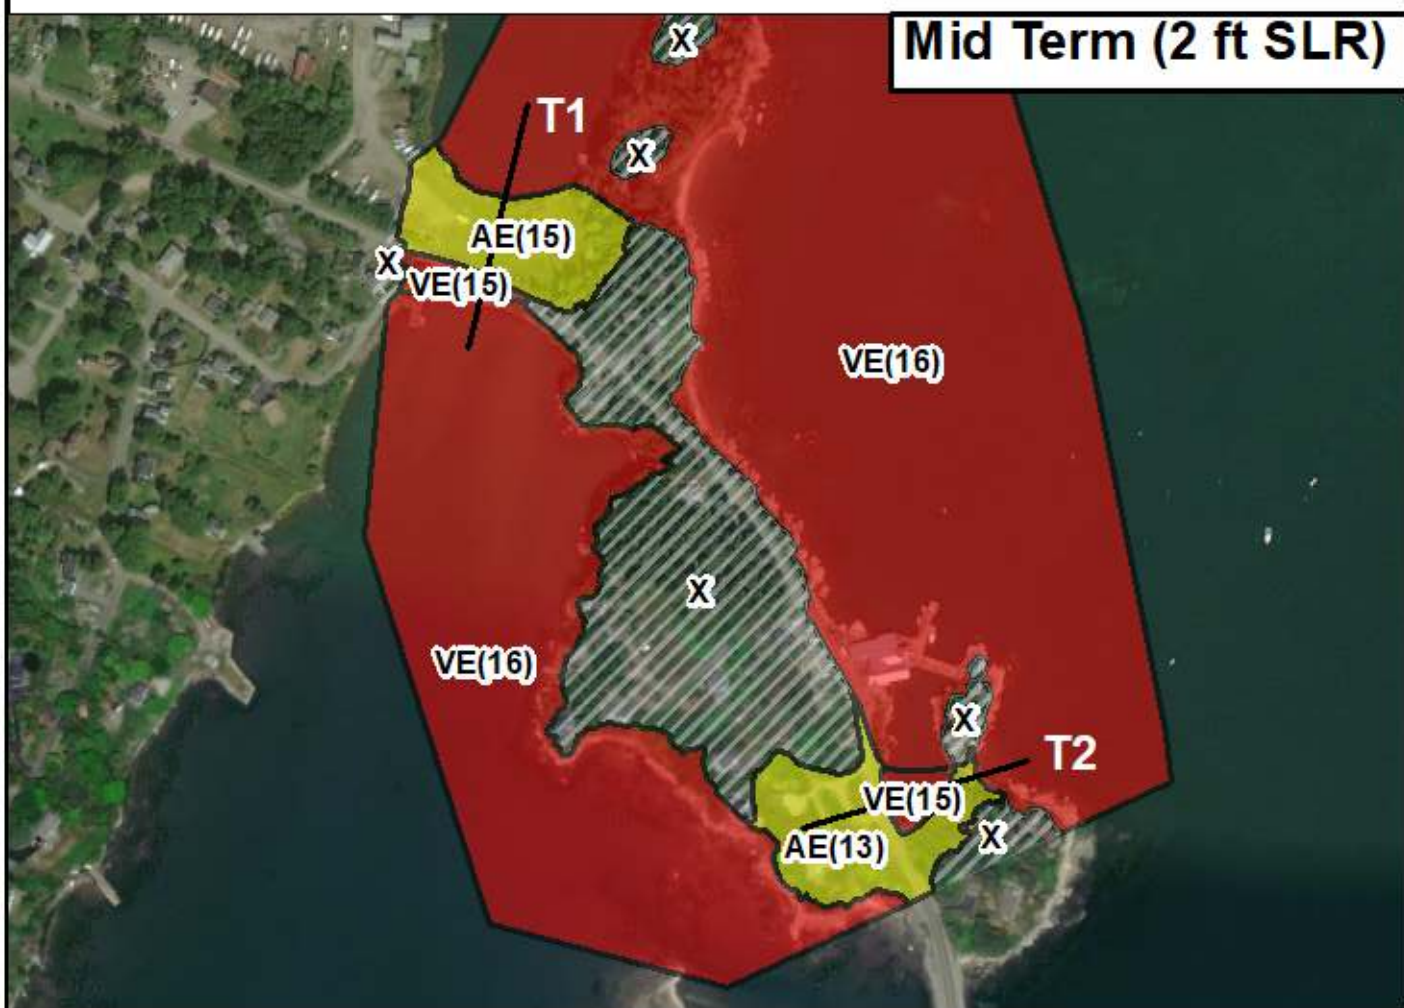 Mid Term (2 ft SLR)
X
T1
X
AE(15)
X
VE(15)
VE(16)
X
VE(16)
X
T2
VE(15)
X
AE(13)